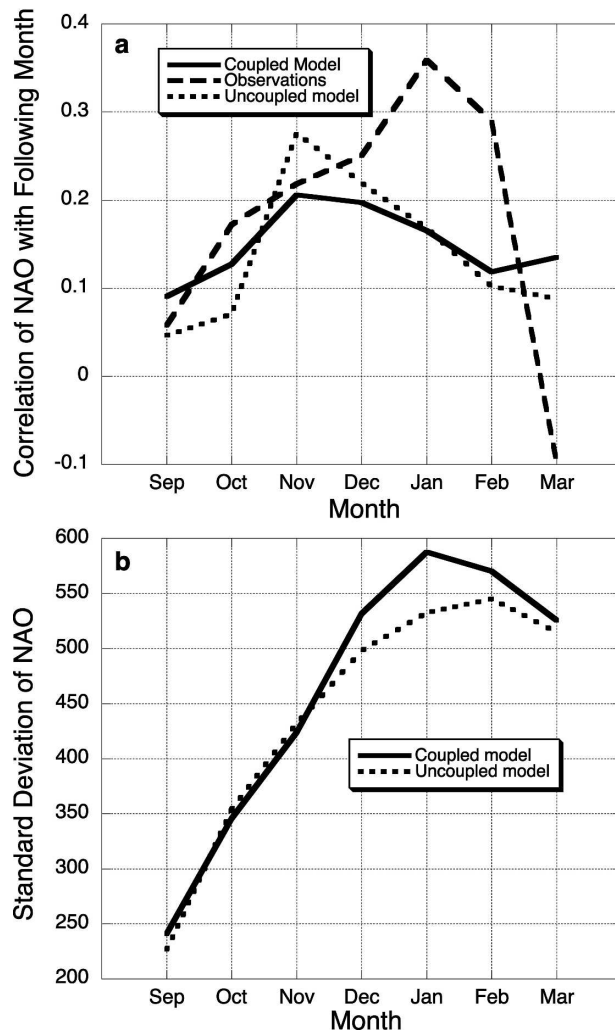 a
Coupled Model
Observations
Uncoupled model
Correlation of NAO with Following Month
0.4
0.3
0.2
0.1
0
-0.1
Sep Oct Nov Dec Jan Feb Mar
Month
b
Coupled model
Uncoupled model
Standard Deviation of NAO
600
550
500
450
400
350
300
250
200
Sep Oct Nov Dec Jan Feb Mar
Month